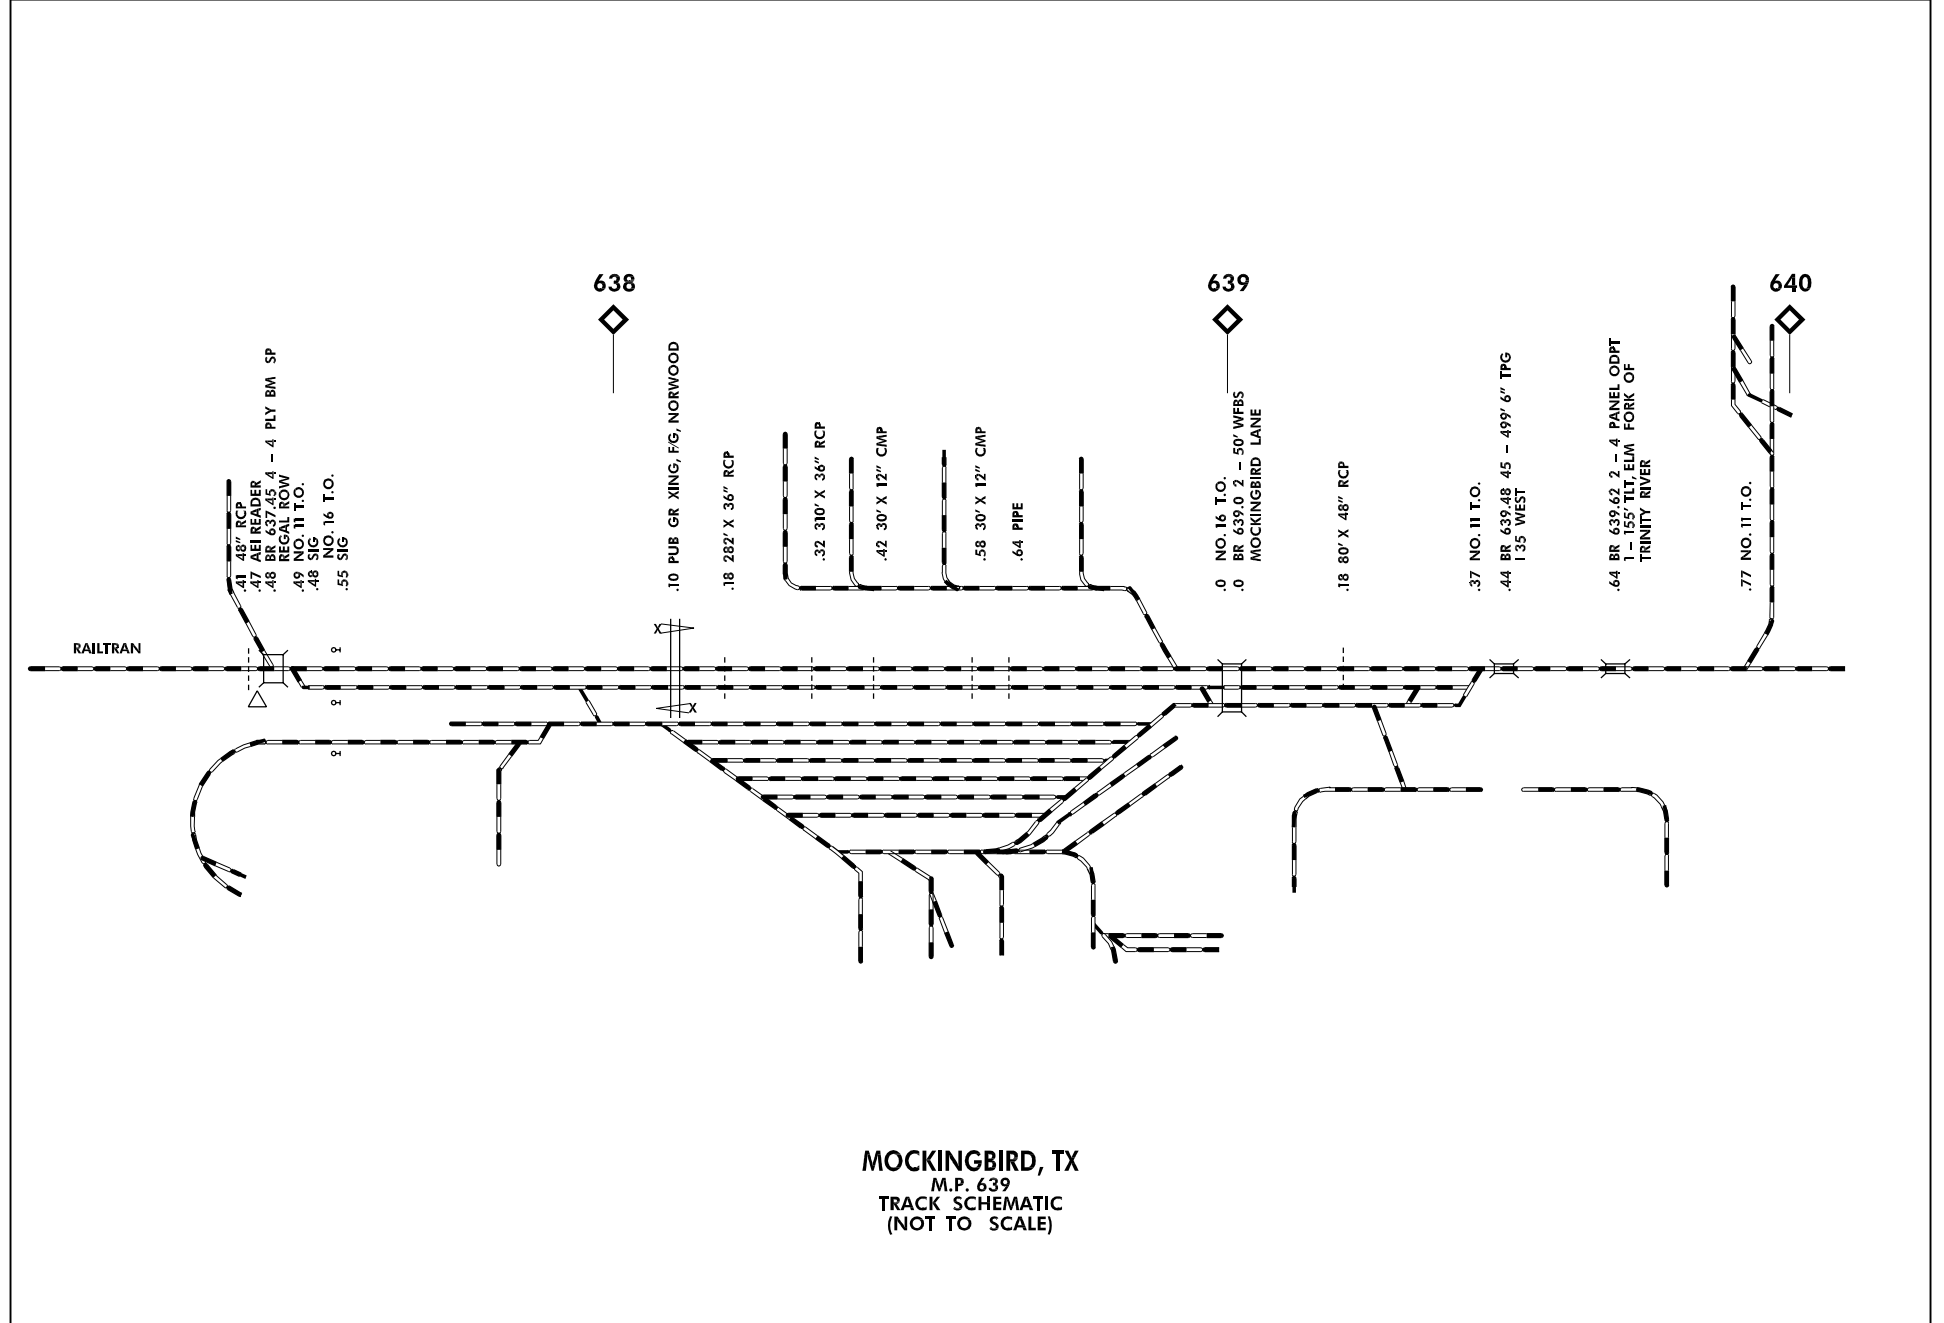 638
639
640
.41 48" RCP
.47 AEI READER
.48 BR 637.45 4 - 4 PLY BM SP
REGAL ROW
.49 NO. 11 T.O.
.48 SIG
NO. 16 T.O.
.55 SIG
.10 PUB GR XING, F/G, NORWOOD
.18 282' X 36" RCP
.32 310' X 36" RCP
.42 30' X 12" CMP
.58 30' X 12" CMP
.64 PIPE
.0 NO. 16 T.O.
.0 BR 639.0 2 - 50' WFBS
MOCKINGBIRD LANE
.18 80' X 48" RCP
.37 NO. 11 T.O.
.44 BR 639.48 45 - 499' 6" TPG
I 35 WEST
.64 BR 639.62 2 - 4 PANEL ODPT
1 - 155' TLT, ELM FORK OF
TRINITY RIVER
.77 NO. 11 T.O.
RAILTRAN
X
X
MOCKINGBIRD, TX
M.P. 639
TRACK SCHEMATIC
(NOT TO SCALE)